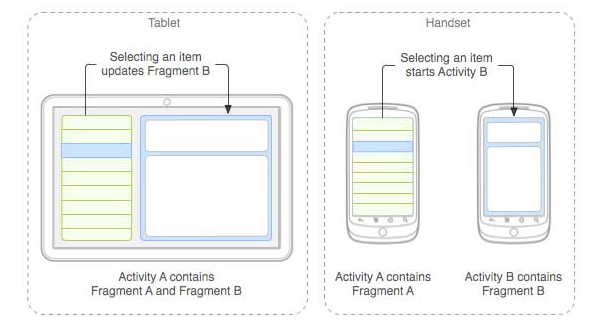 Tablet
Selecting an item
updates Fragment B
Activity A contains
Fragment A and Fragment B
Handset
Selecting an item
starts Activity B
Activity A contains
Fragment A
Activity B contains
Fragment B